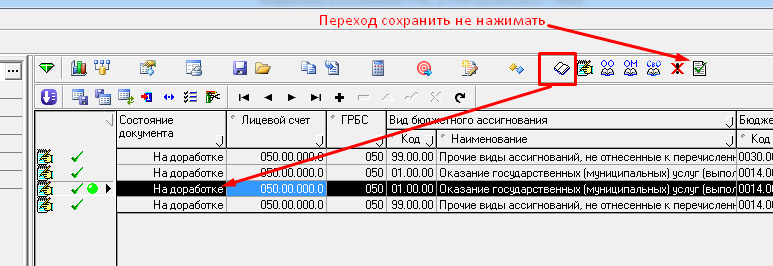 Переход сохранить не нажимать
Состояние документа Лицевой счет ГРБС Вид бюджетного ассигнования Бюдже
Код Наименование Код
На доработке 050.00.000.0 050 99.00.00 Прочие виды ассигнований, не отнесенные к перечислен 0030.0
На доработке 050.00.000.0 050 01.00.00 Оказание государственных (муниципальных) услуг (выпол 0014.0
На доработке 050.00.000.0 050 01.00.00 Оказание государственных (муниципальных) услуг (выпол 0014.0
На доработке 050.00.000.0 050 99.00.00 Прочие виды ассигнований, не отнесенные к перечислен 0014.0